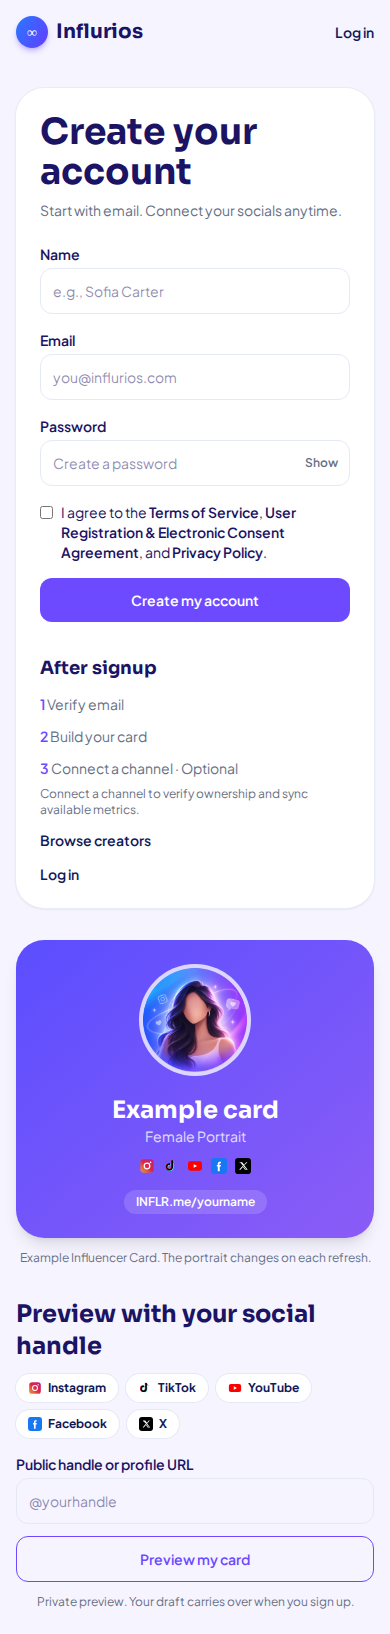 ∞ Influrios
Log in
Create your
account
Start with email. Connect your socials anytime.
Name
e.g., Sofia Carter
Email
you@influrios.com
Password
Create a password Show
I agree to the Terms of Service, User
Registration & Electronic Consent
Agreement, and Privacy Policy.
Create my account
After signup
1 Verify email
2 Build your card
3 Connect a channel · Optional
Connect a channel to verify ownership and sync
available metrics.
Browse creators
Log in
Example card
Female Portrait
INFLR.me/yourname
Example Influencer Card. The portrait changes on each refresh.
Preview with your social
handle
Instagram TikTok YouTube
Facebook X
Public handle or profile URL
@yourhandle
Preview my card
Private preview. Your draft carries over when you sign up.